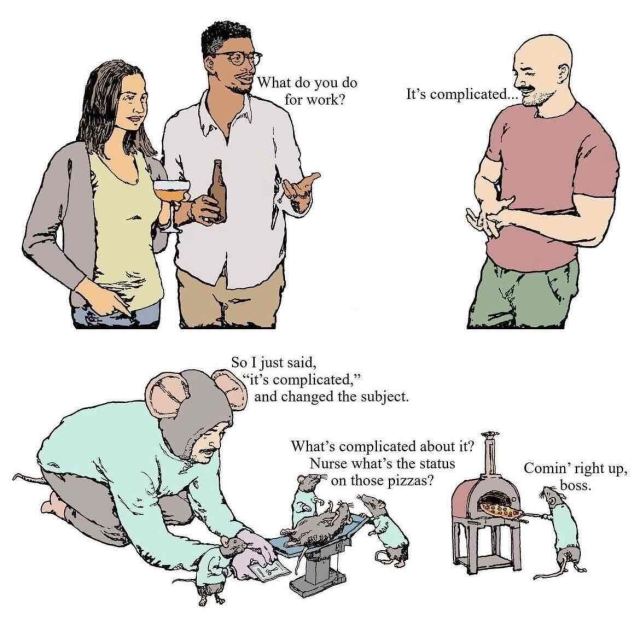 What do you do
for work?
It's complicated...
So I just said,
“it's complicated,”
and changed the subject.
What's complicated about it?
Nurse what's the status
on those pizzas?
Comin' right up,
boss.